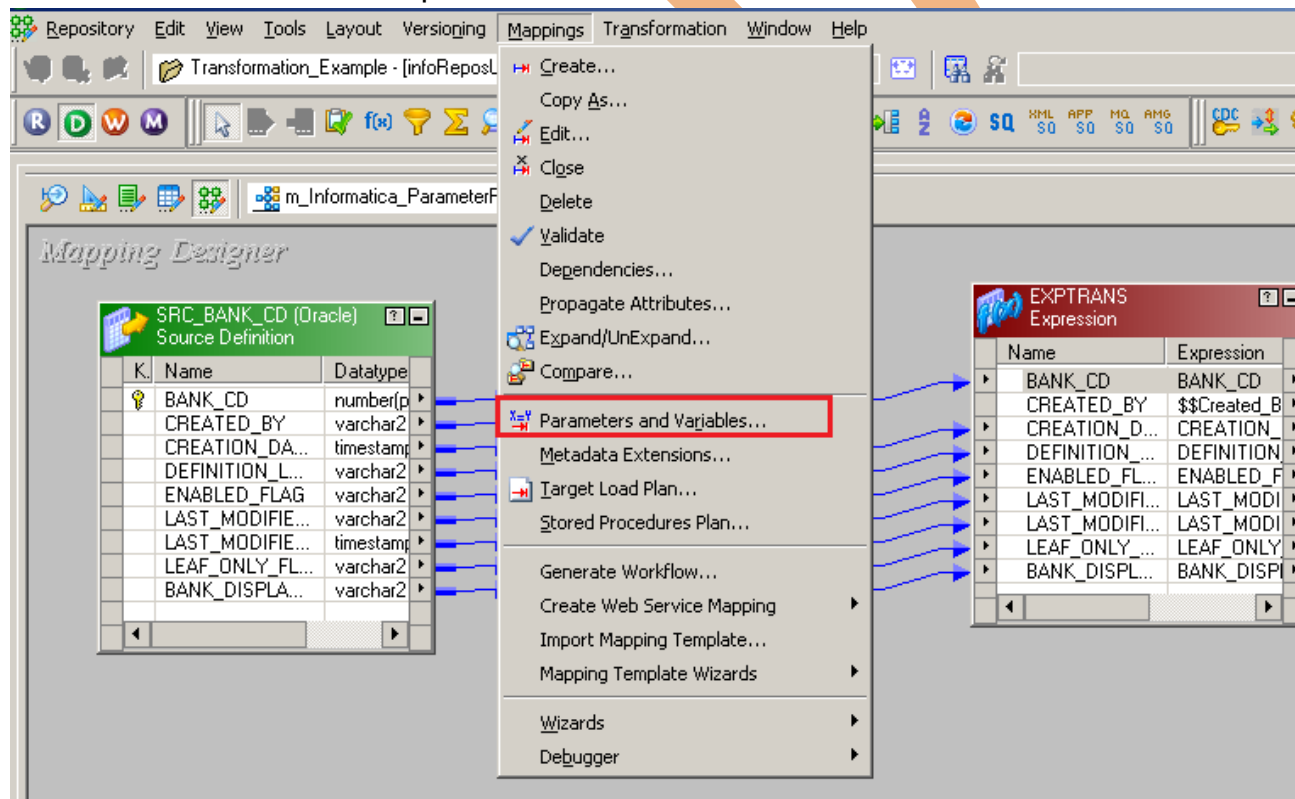 Repository Edit View Tools Layout Versioning Mappings Transformation Window Help
Transformation_Example - [infoReposL
R D W M f(x) SQ XML SQ APP SQ MQ SQ AMG SQ CDC
m_Informatica_ParameterF
Mapping Designer
Create...
Copy As...
Edit...
Close
Delete
Validate
Dependencies...
Propagate Attributes...
Expand/UnExpand...
Compare...
X=Y Parameters and Variables...
Metadata Extensions...
Target Load Plan...
Stored Procedures Plan...
Generate Workflow...
Create Web Service Mapping
Import Mapping Template...
Mapping Template Wizards
Wizards
Debugger
SRC_BANK_CD (Oracle)
Source Definition
K. Name Datatype
BANK_CD number(p
CREATED_BY varchar2
CREATION_DA... timestamp
DEFINITION_L... varchar2
ENABLED_FLAG varchar2
LAST_MODIFIE... varchar2
LAST_MODIFIE... timestamp
LEAF_ONLY_FL... varchar2
BANK_DISPLA... varchar2
EXPTRANS
Expression
Name Expression
BANK_CD BANK_CD
CREATED_BY $$Created_B
CREATION_D... CREATION_
DEFINITION_... DEFINITION
ENABLED_FL... ENABLED_F
LAST_MODIFI... LAST_MODI
LAST_MODIFI... LAST_MODI
LEAF_ONLY_... LEAF_ONLY
BANK_DISPL... BANK_DISPI